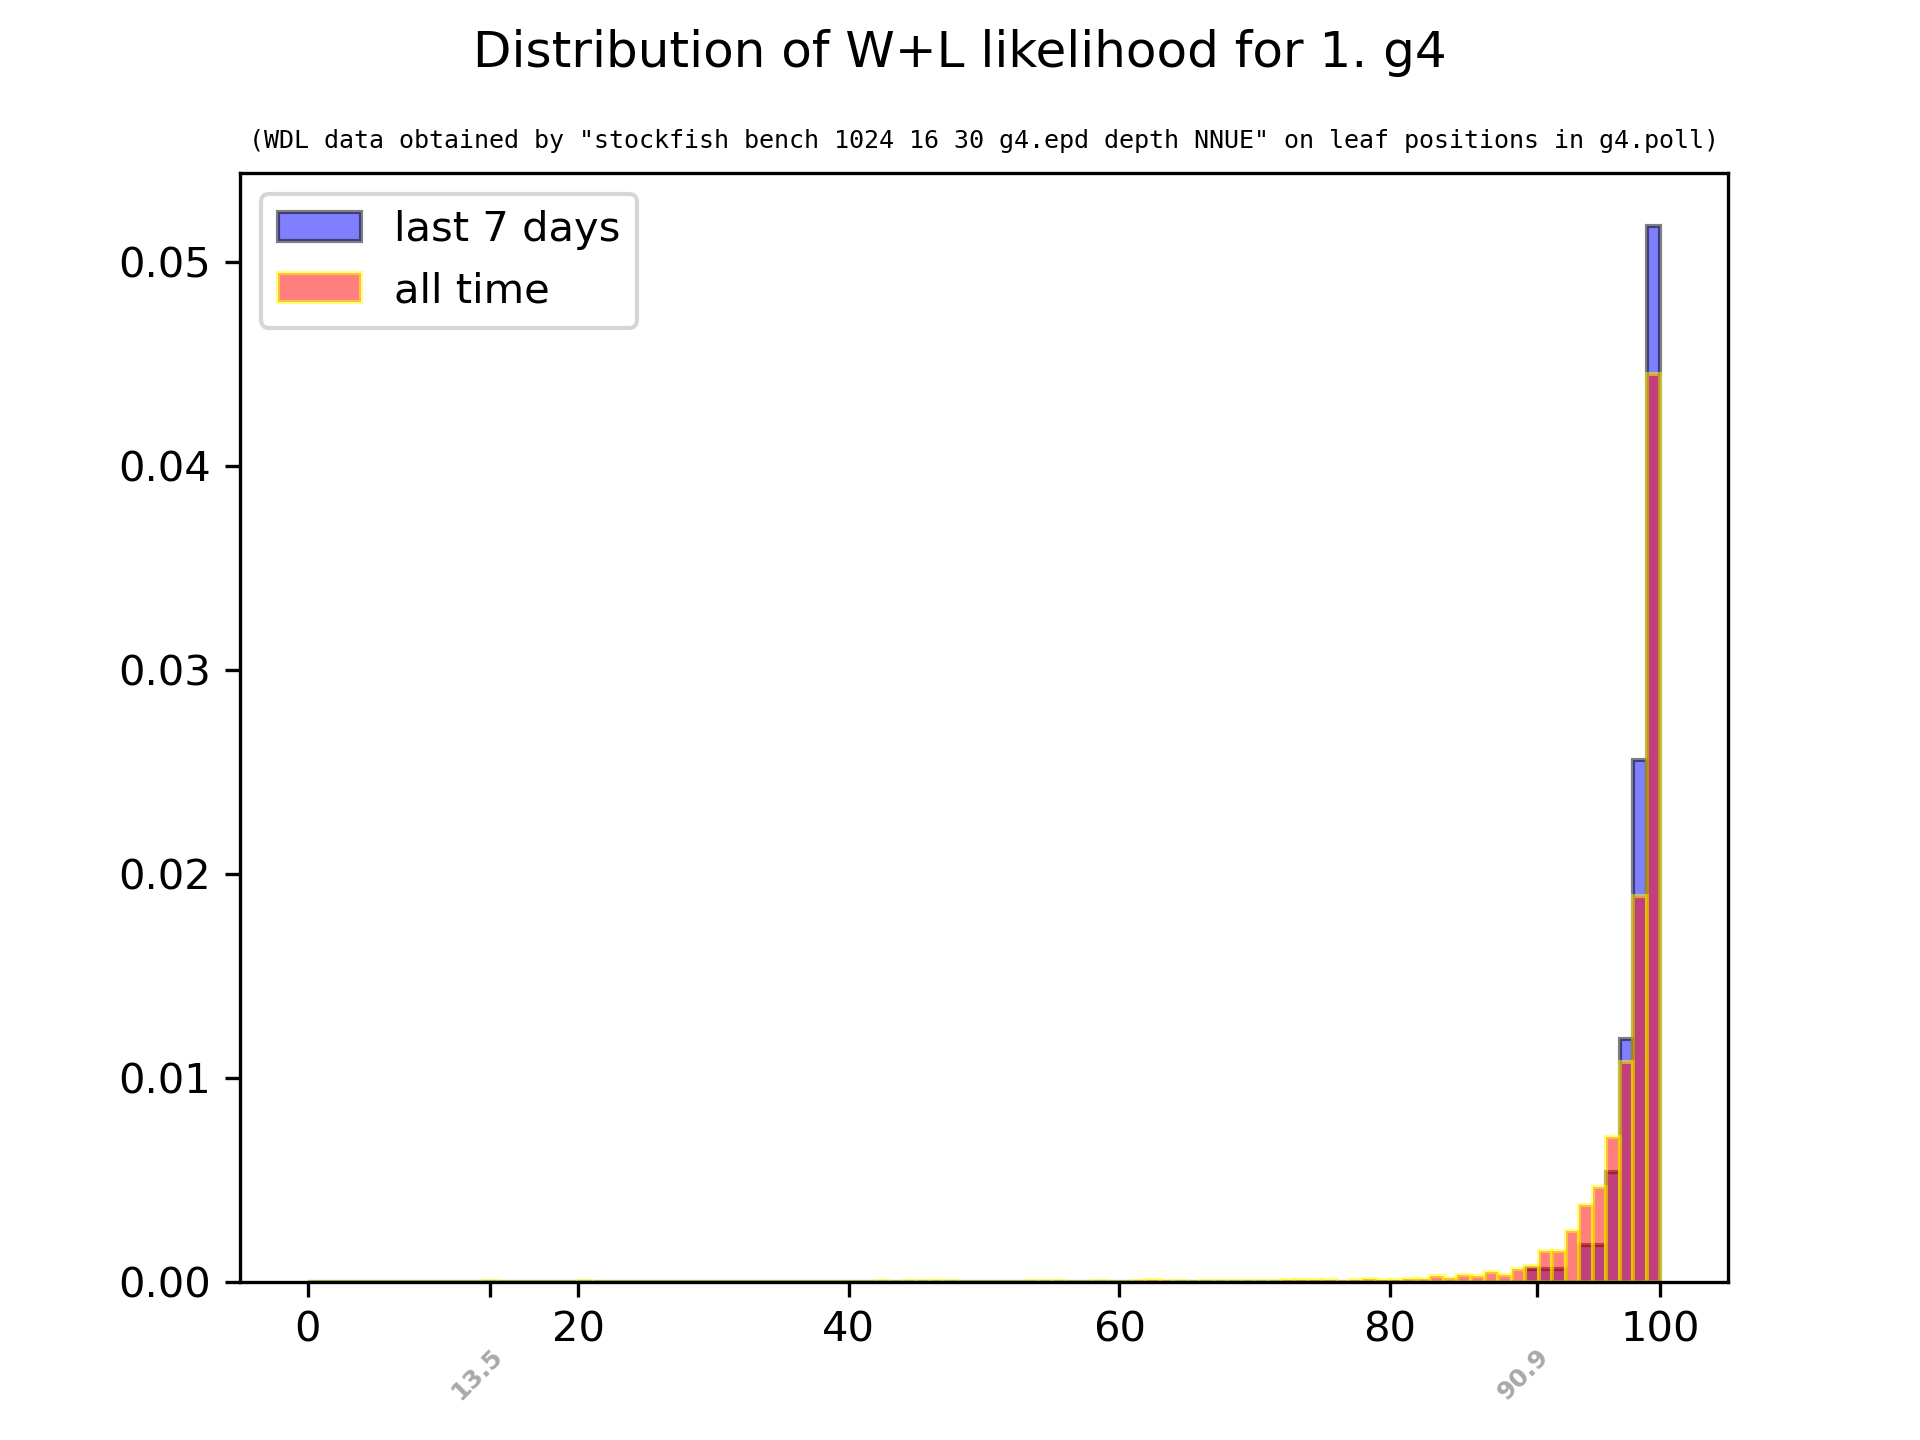 Distribution of W+L likelihood for 1. g4
(WDL data obtained by "stockfish bench 1024 16 30 g4.epd depth NNUE" on leaf positions in g4.poll)
last 7 days
all time
0.05
0.04
0.03
0.02
0.01
0.00
0 20 40 60 80 100
13.5 90.9